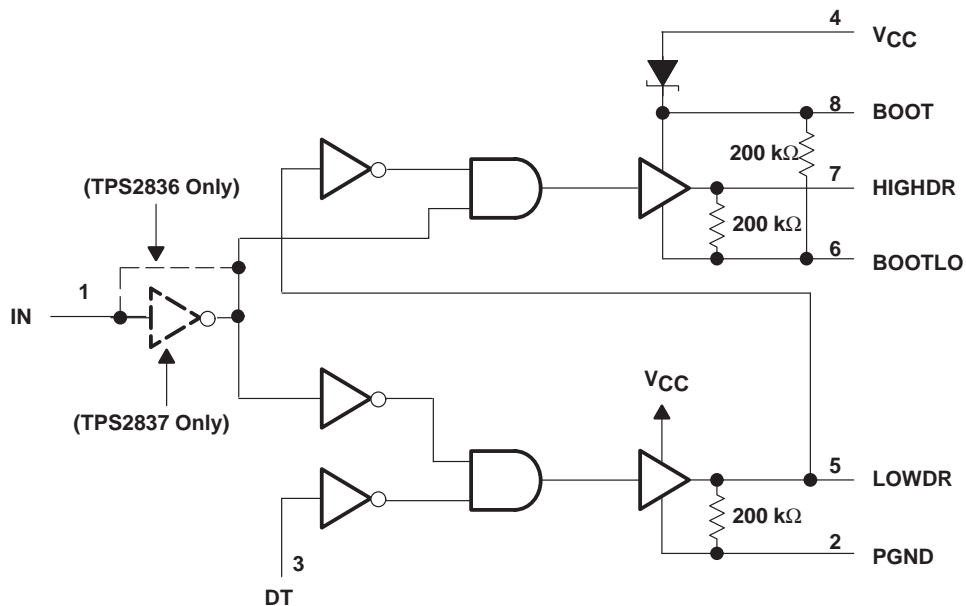 4
VCC
8
BOOT
200 kΩ
(TPS2836 Only)
7
HIGHDR
200 kΩ
6
BOOTLO
1
IN
VCC
(TPS2837 Only)
5
LOWDR
200 kΩ
2
PGND
3
DT